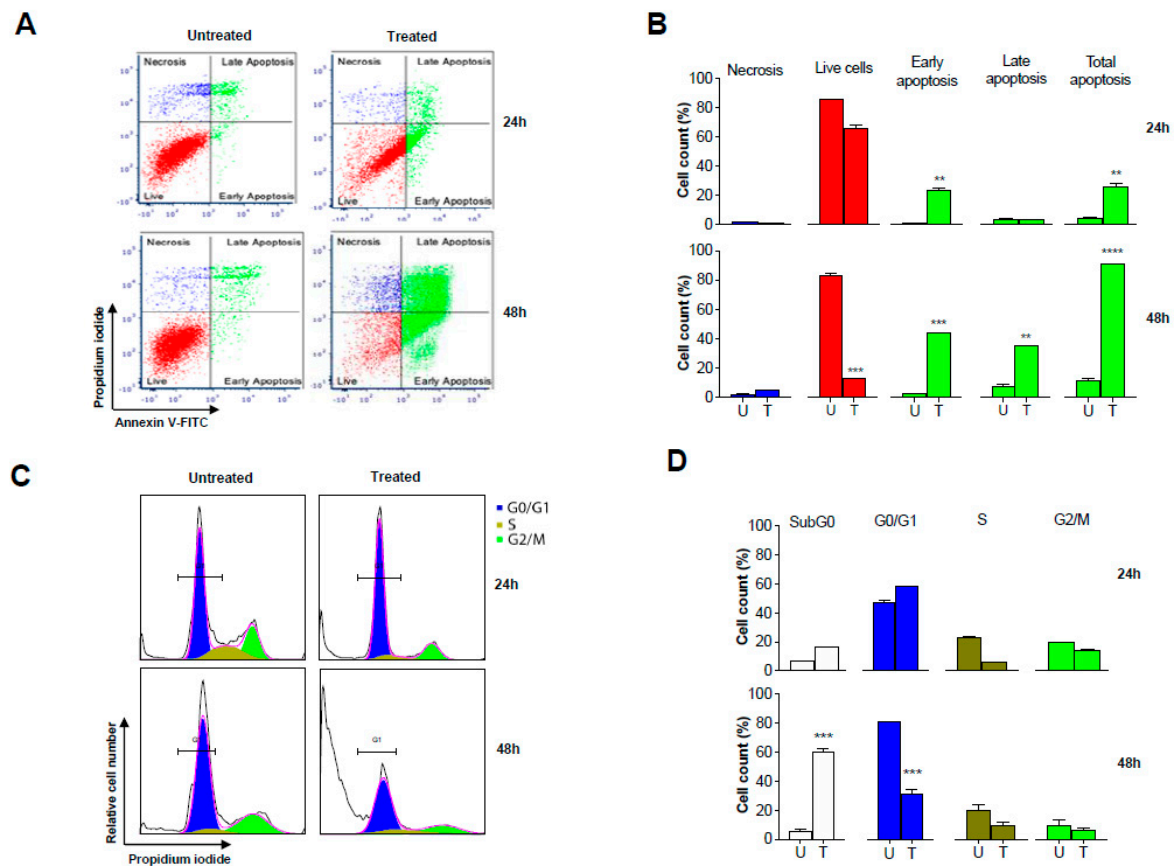 A
Untreated
Treated
Necrosis Late Apoptosis
Necrosis Late Apoptosis
24h
Live Early Apoptosis
Live Early Apoptosis
Necrosis Late Apoptosis
Necrosis Late Apoptosis
48h
Live Early Apoptosis
Live Early Apoptosis
Propidium iodide
Annexin V-FITC
B
Necrosis Live cells Early apoptosis Late apoptosis Total apoptosis
Cell count (%)
100
80
60
40
20
0
** **
24h
Cell count (%)
100
80
60
40
20
0
*** *** ** ****
48h
U T U T U T U T U T
C
Untreated
Treated
G0/G1
S
G2/M
24h
G1
48h
Relative cell number
Propidium iodide
D
SubG0 G0/G1 S G2/M
Cell count (%)
100
80
60
40
20
0
24h
Cell count (%)
100
80
60
40
20
0
*** ***
48h
U T U T U T U T